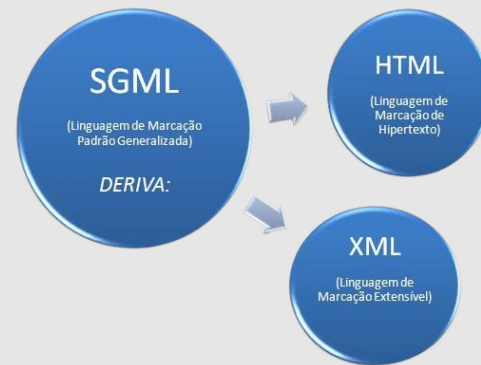 SGML
(Linguagem de Marcação
Padrão Generalizada)
DERIVA:
HTML
(Linguagem de
Marcação de
Hipertexto)
XML
(Linguagem de
Marcação Extensível)